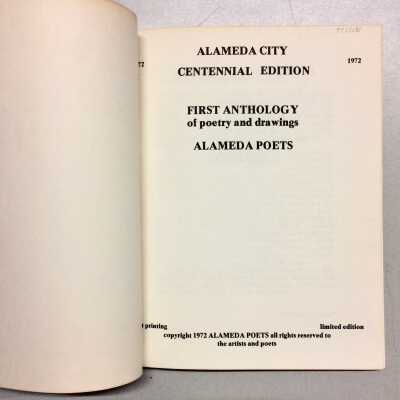 ALAMEDA CITY
72
CENTENNIAL EDITION
1972
FIRST ANTHOLOGY
of poetry and drawings
ALAMEDA POETS
t printing
limited edition
copyright 1972 ALAMEDA POETS all rights reserved to
the artists and poets